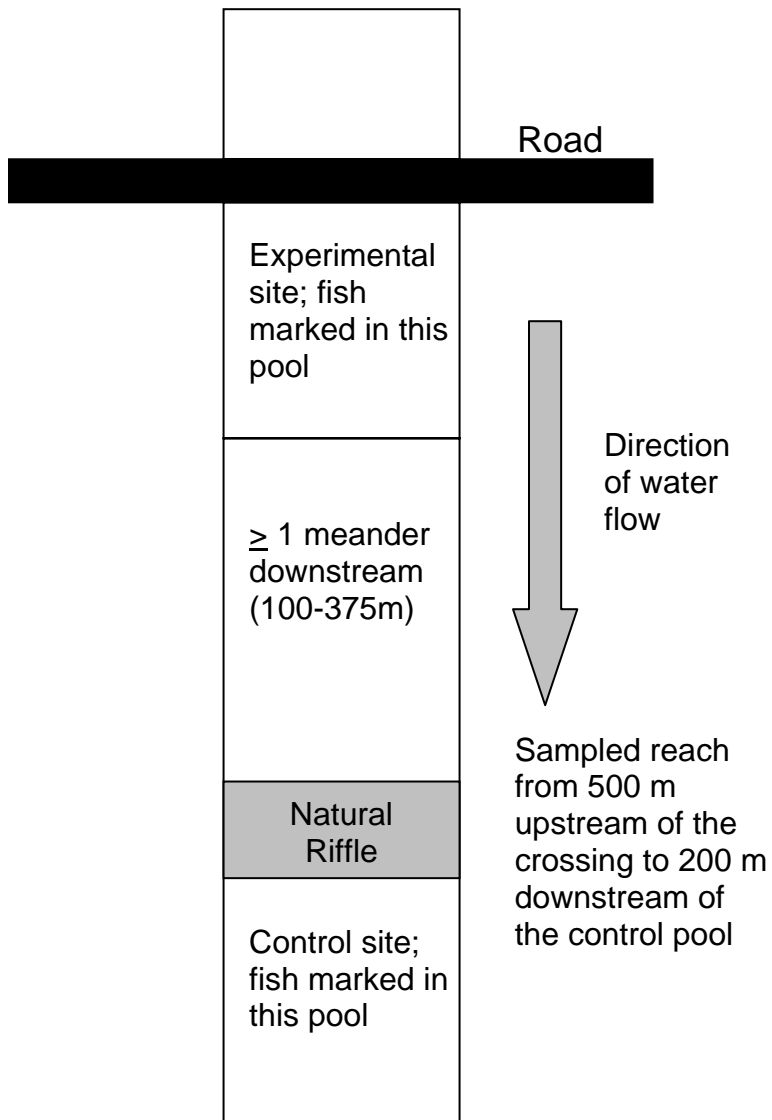 Road
Experimental
site; fish
marked in this
pool
Direction
of water
flow
≥ 1 meander
downstream
(100-375m)
Sampled reach
from 500 m
upstream of the
crossing to 200 m
downstream of
the control pool
Natural
Riffle
Control site;
fish marked in
this pool